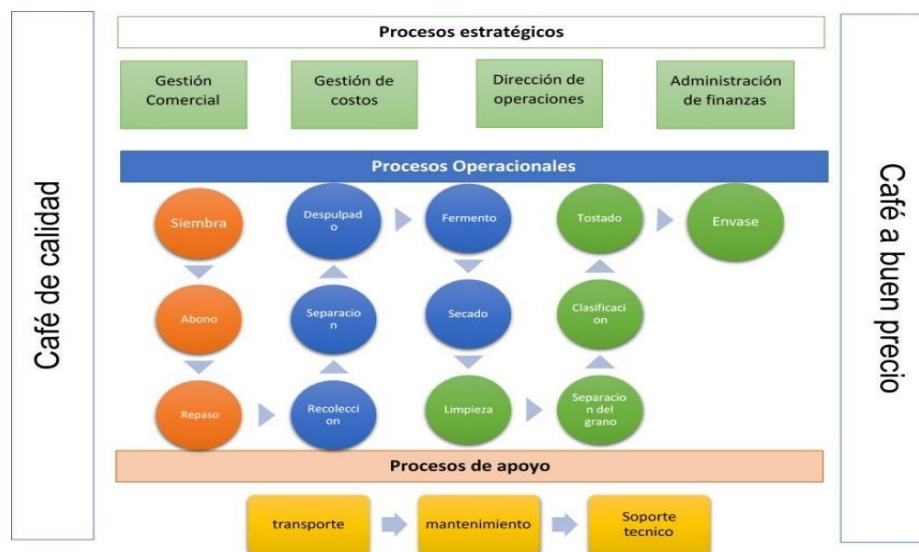 Café de calidad
Procesos estratégicos
Gestión
Comercial
Gestión de
costos
Dirección de
operaciones
Administración
de finanzas
Procesos Operacionales
Siembra
Abono
Repaso
Recolecci
on
Separacio
n
Despulpad
o
Fermento
Secado
Limpieza
Separacio
n del
grano
Clasificaci
on
Tostado
Envase
Procesos de apoyo
transporte
mantenimiento
Soporte
tecnico
Café a buen
precio